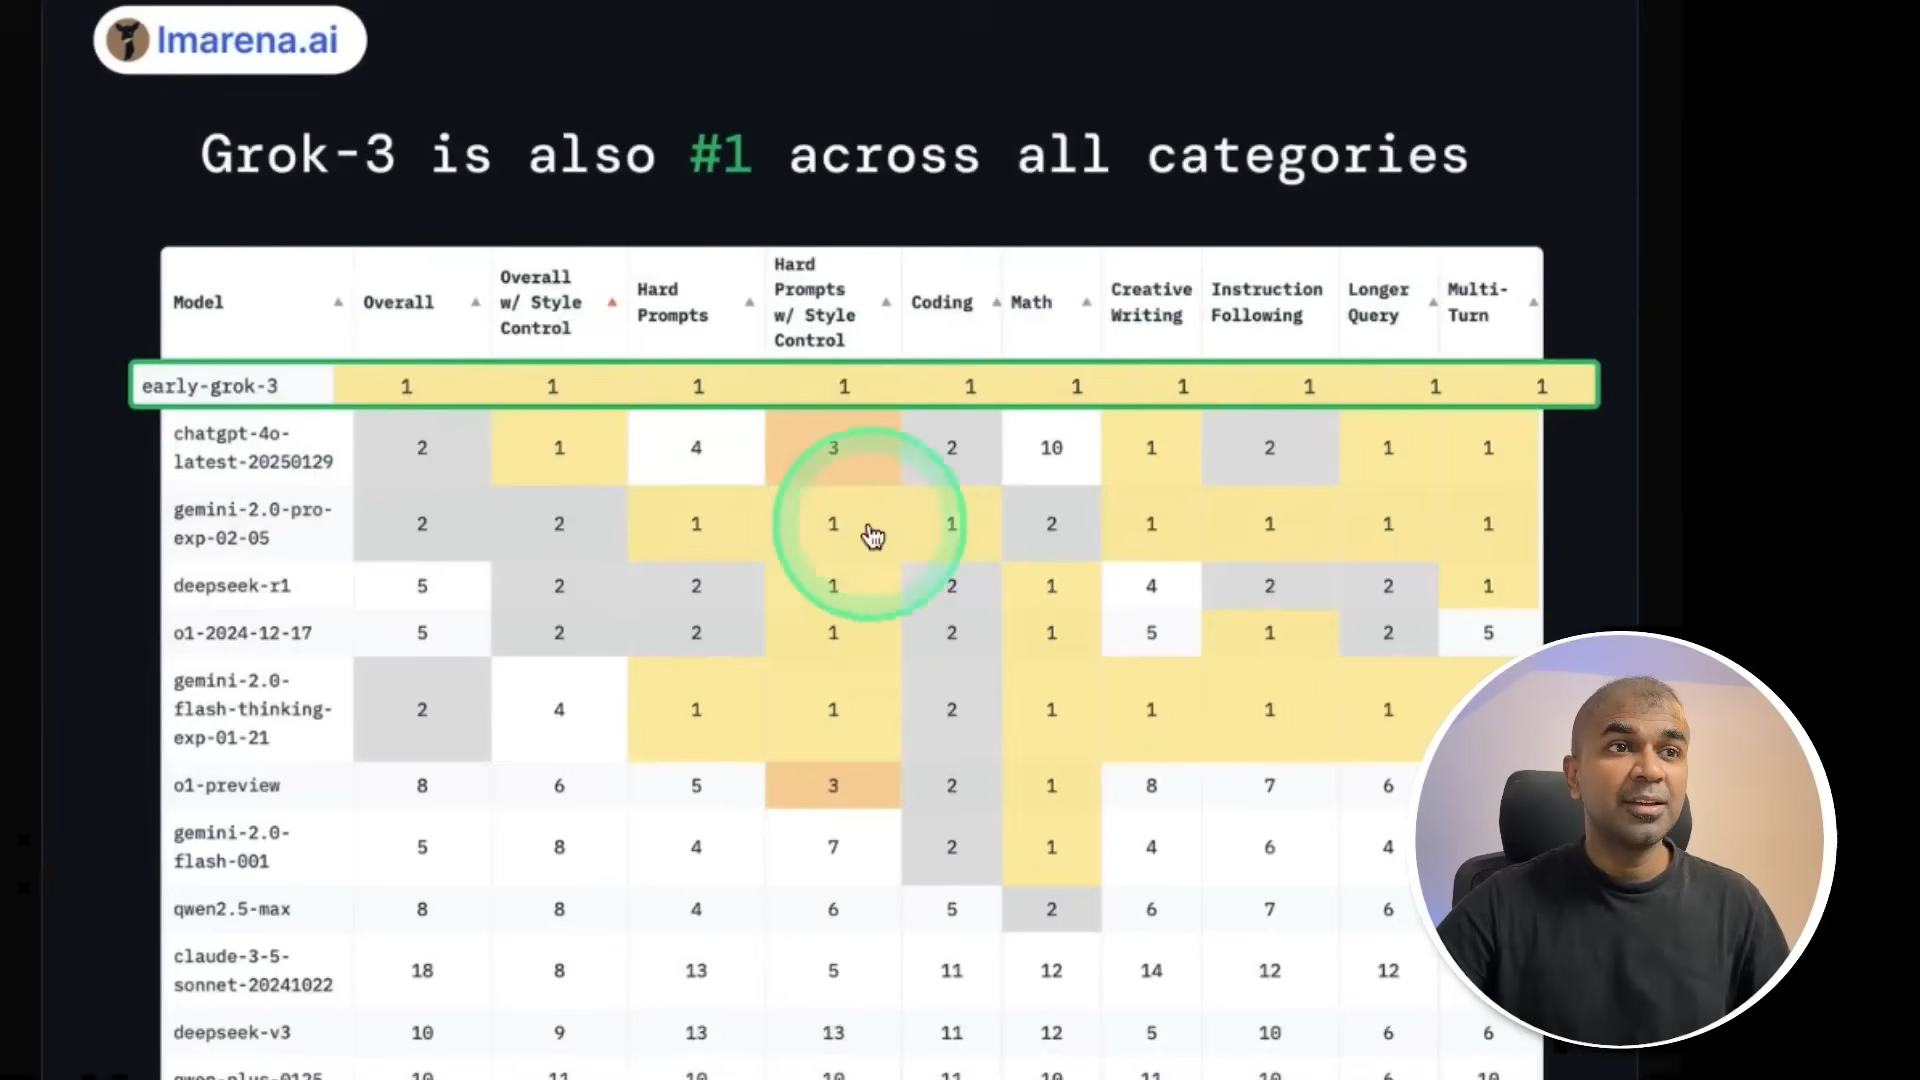 lmarena.ai
Grok-3 is also #1 across all categories
Model Overall Overall w/ Style Control Hard Prompts Hard Prompts w/ Style Control Coding Math Creative Writing Instruction Following Longer Query Multi-Turn
early-grok-3 1 1 1 1 1 1 1 1 1 1
chatgpt-4o-latest-20250129 2 1 4 3 2 10 1 2 1 1
gemini-2.0-pro-exp-02-05 2 2 1 1 1 2 1 1 1 1
deepseek-r1 5 2 2 1 2 1 4 2 2 1
o1-2024-12-17 5 2 2 1 2 1 5 1 2 5
gemini-2.0-flash-thinking-exp-01-21 2 4 1 1 2 1 1 1 1
o1-preview 8 6 5 3 2 1 8 7 6
gemini-2.0-flash-001 5 8 4 7 2 1 4 6 4
qwen2.5-max 8 8 4 6 5 2 6 7 6
claude-3-5-sonnet-20241022 18 8 13 5 11 12 14 12 12
deepseek-v3 10 9 13 13 11 12 5 10 6 6